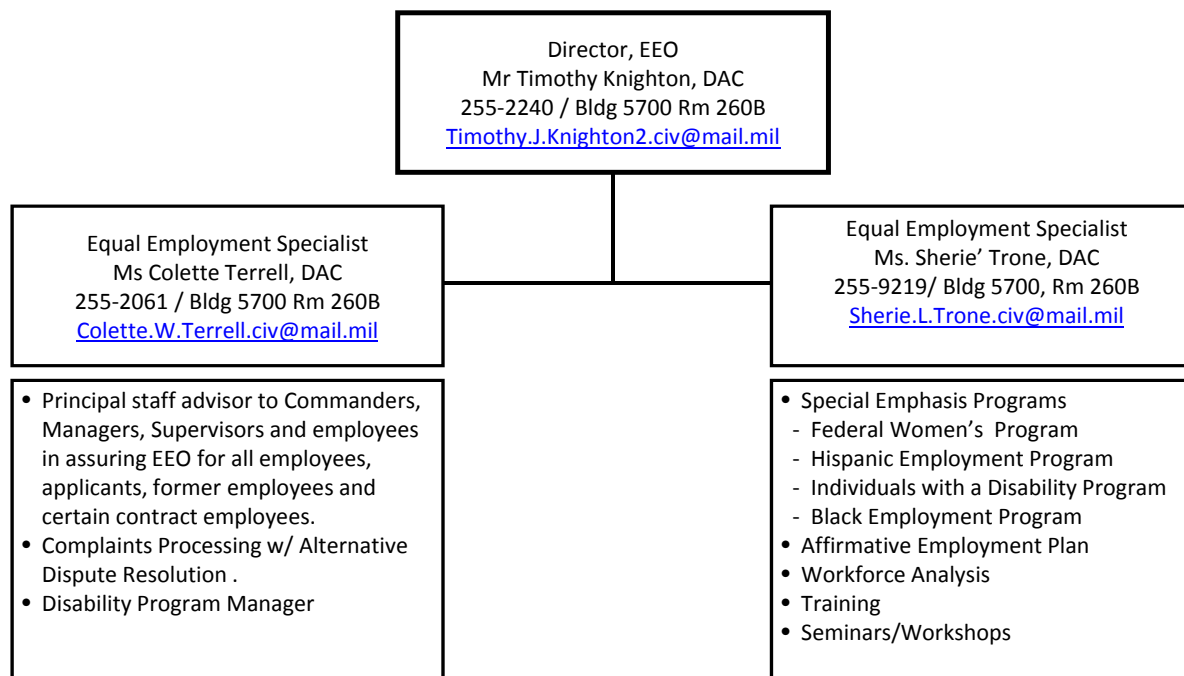 Director, EEO
Mr Timothy Knighton, DAC
255-2240 / Bldg 5700 Rm 260B
Timothy.J.Knighton2.civ@mail.mil
Equal Employment Specialist
Ms Colette Terrell, DAC
255-2061 / Bldg 5700 Rm 260B
Colette.W.Terrell.civ@mail.mil
Equal Employment Specialist
Ms. Sherie’ Trone, DAC
255-9219/ Bldg 5700, Rm 260B
Sherie.L.Trone.civ@mail.mil
• Principal staff advisor to Commanders,
Managers, Supervisors and employees
in assuring EEO for all employees,
applicants, former employees and
certain contract employees.
• Complaints Processing w/ Alternative
Dispute Resolution .
• Disability Program Manager
• Special Emphasis Programs
- Federal Women’s Program
- Hispanic Employment Program
- Individuals with a Disability Program
- Black Employment Program
• Affirmative Employment Plan
• Workforce Analysis
• Training
• Seminars/Workshops